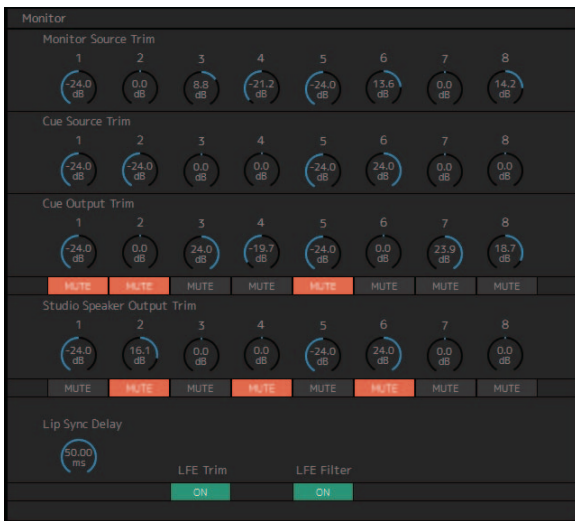 Monitor
Monitor Source Trim
1 2 3 4 5 6 7 8
-24.0 0.0 8.8 -21.2 -24.0 13.6 0.0 14.2
dB dB dB dB dB dB dB dB
Cue Source Trim
1 2 3 4 5 6 7 8
-24.0 -24.0 0.0 0.0 -24.0 24.0 0.0 0.0
dB dB dB dB dB dB dB dB
Cue Output Trim
1 2 3 4 5 6 7 8
-24.0 0.0 24.0 -19.7 -24.0 0.0 23.9 18.7
dB dB dB dB dB dB dB dB
MUTE MUTE MUTE MUTE MUTE MUTE MUTE MUTE
Studio Speaker Output Trim
1 2 3 4 5 6 7 8
-24.0 16.1 0.0 0.0 -24.0 24.0 0.0 0.0
dB dB dB dB dB dB dB dB
MUTE MUTE MUTE MUTE MUTE MUTE MUTE MUTE
Lip Sync Delay
50.00
ms
LFE Trim LFE Filter
ON ON